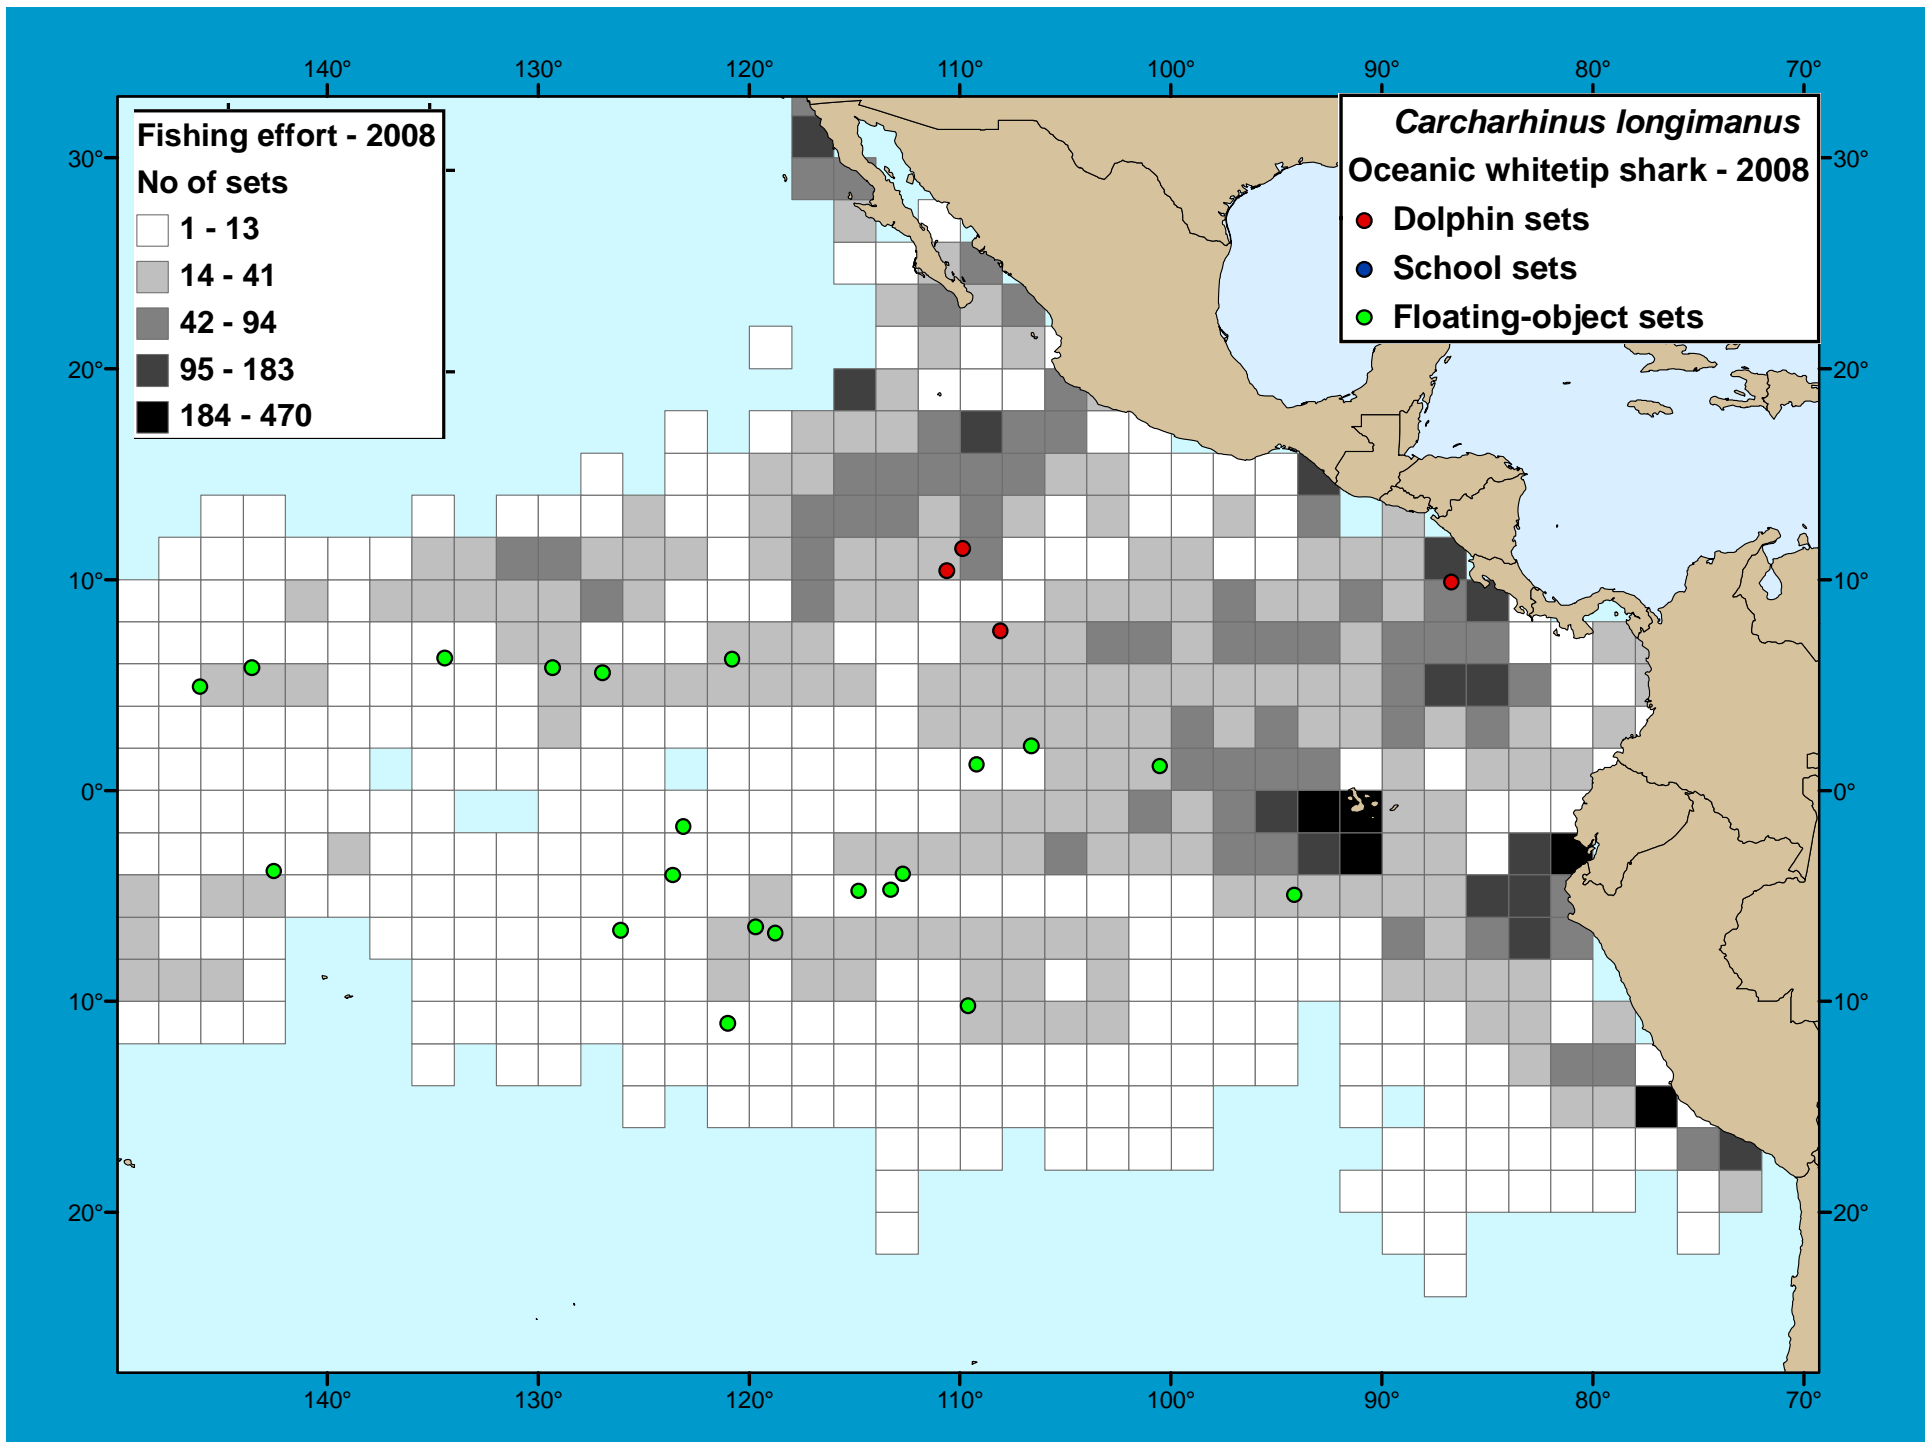 140° 130° 120° 110° 100° 90° 80° 70°
Fishing effort - 2008
No of sets
1 - 13
14 - 41
42 - 94
95 - 183
184 - 470
Carcharhinus longimanus
Oceanic whitetip shark - 2008
Dolphin sets
School sets
Floating-object sets
30° 30°
20° 20°
10° 10°
0° 0°
10° 10°
20° 20°
140° 130° 120° 110° 100° 90° 80° 70°